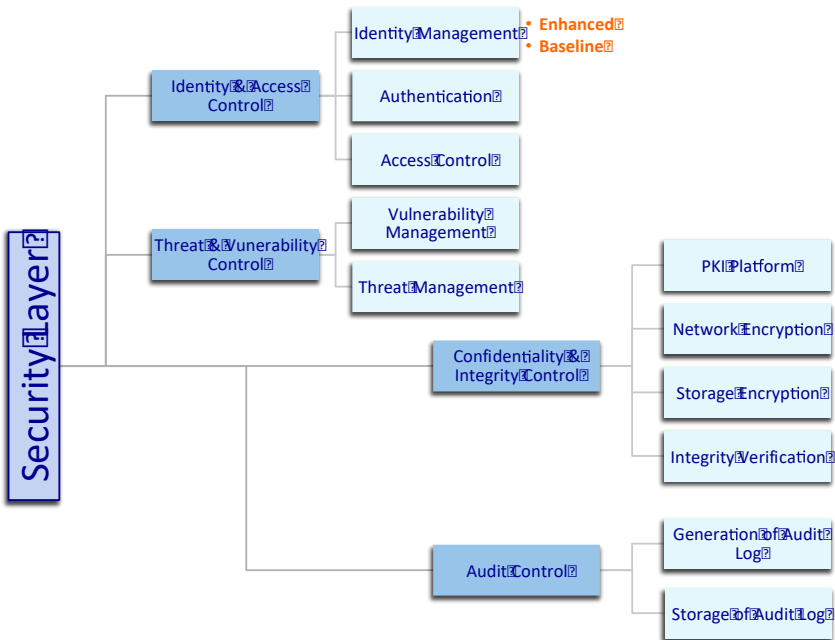 Security Layer
Identity & Access
Control
Identity Management
• Enhanced
• Baseline
Authentication
Access Control
Threat & Vunerability
Control
Vulnerability
Management
Threat Management
Confidentiality &
Integrity Control
PKI Platform
Network Encryption
Storage Encryption
Integrity Verification
Audit Control
Generation of Audit
Log
Storage of Audit Log